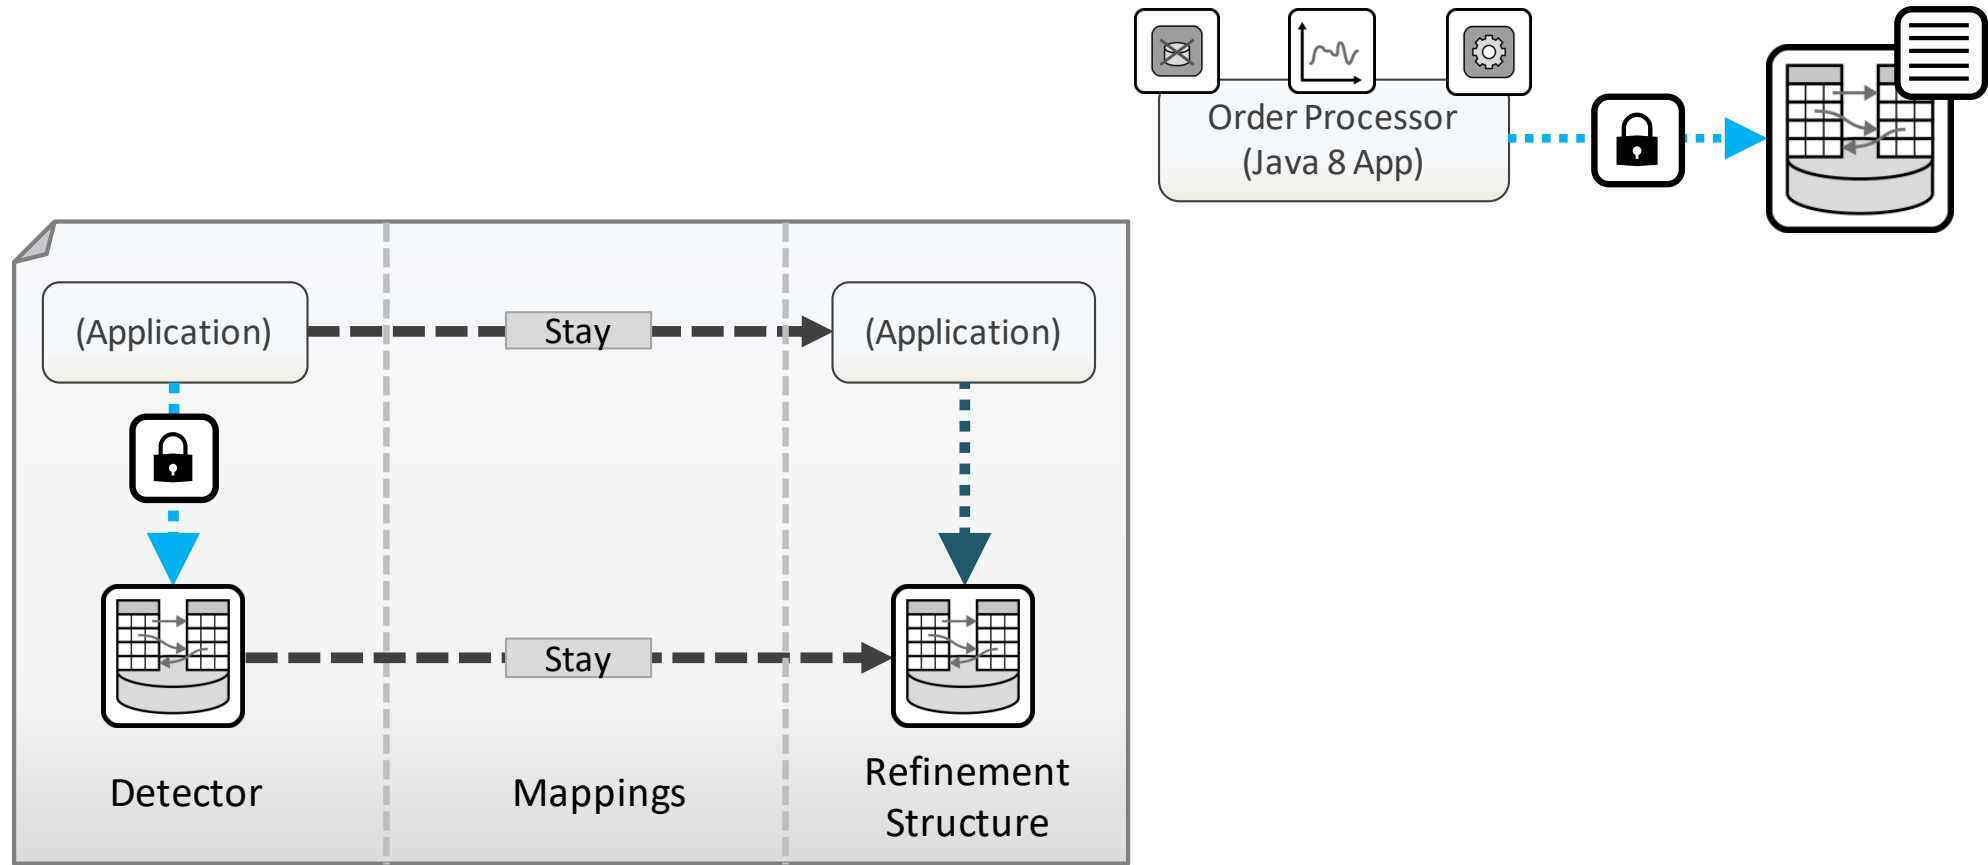 Order Processor
(Java 8 App)
(Application)
Stay
(Application)
Stay
Detector
Mappings
Refinement
Structure